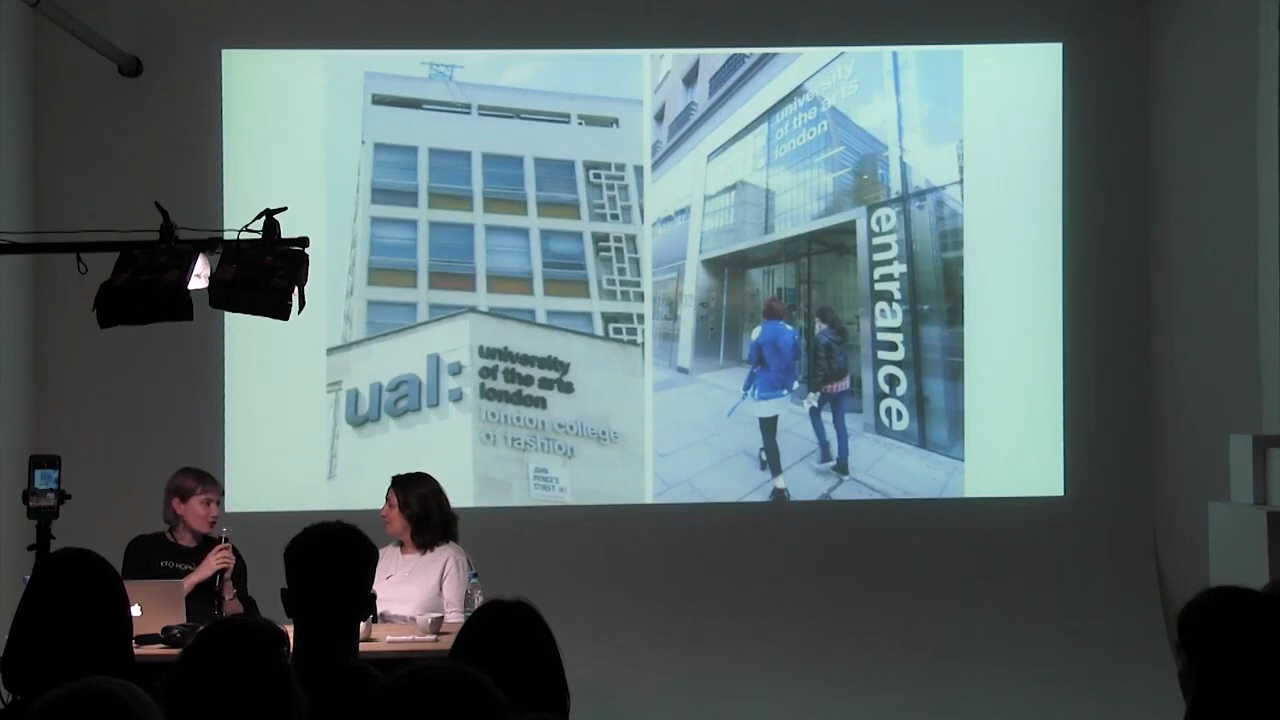 ual:
university
of the arts
london
london college
of fashion
JOHN
PRINCE'S
STREET W1
university
of the arts
london
entrance